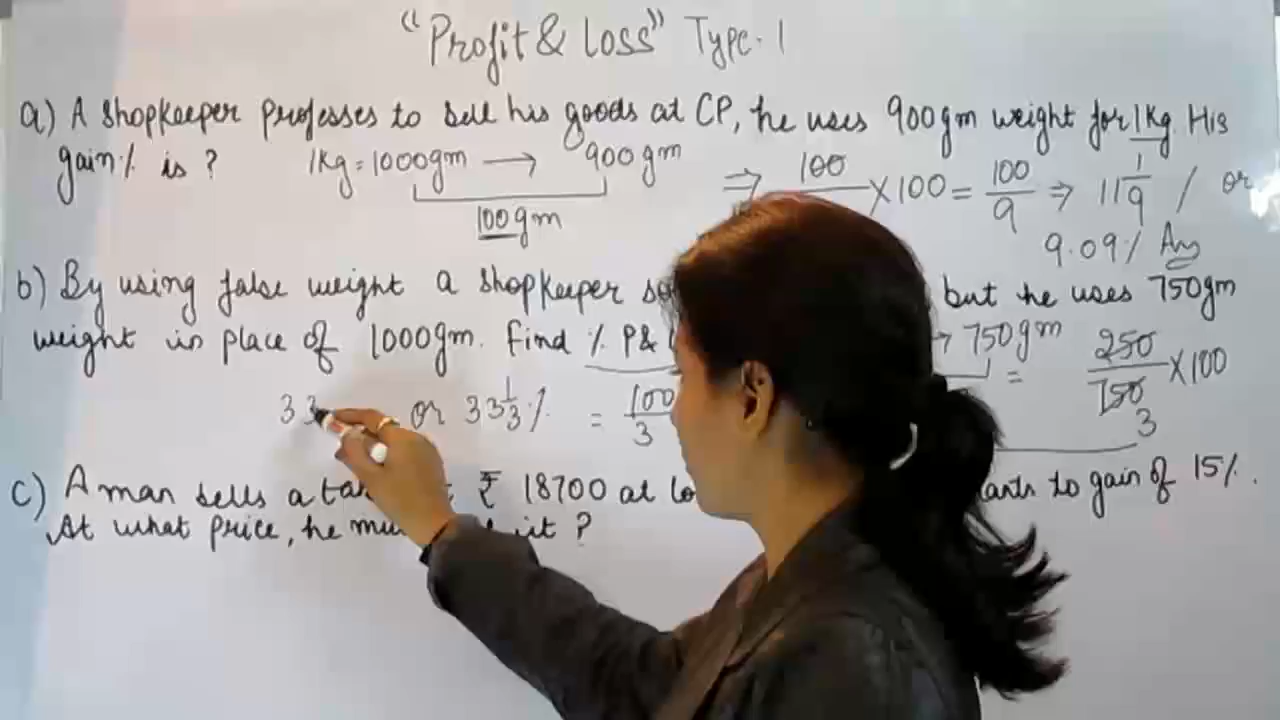 “Profit & Loss” Type. 1
a) A shopkeeper professes to sell his goods at CP, he uses 900gm weight for 1Kg. His
gain% is ? 1Kg = 1000gm → 900gm
100gm
⇒ 100 × 100 = 100/9 ⇒ 11 1/9 / or
9.09% Ans
b) By using false weight a shopkeeper but he uses 750gm
weight in place of 1000gm. Find % P& → 750gm = 250/750 × 100
3
33 or 33 1/3 % = 100/3
c) A man sells a ₹ 18700 at to gain of 15%.
At what price, he it ?